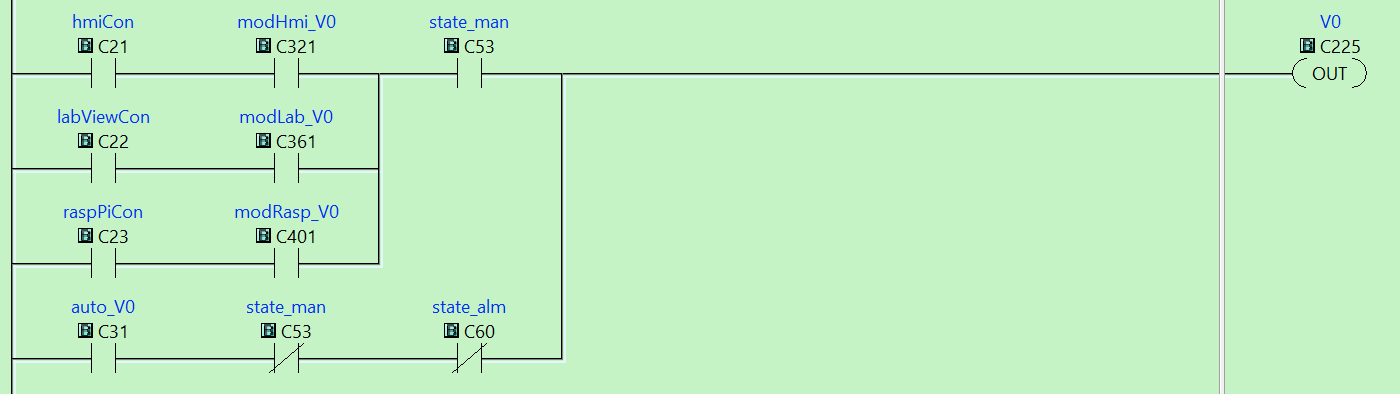 hmiCon modHmi_V0 state_man V0
B C21 B C321 B C53 B C225
OUT
labViewCon modLab_V0
B C22 B C361
raspPiCon modRasp_V0
B C23 B C401
auto_V0 state_man state_alm
B C31 B C53 B C60